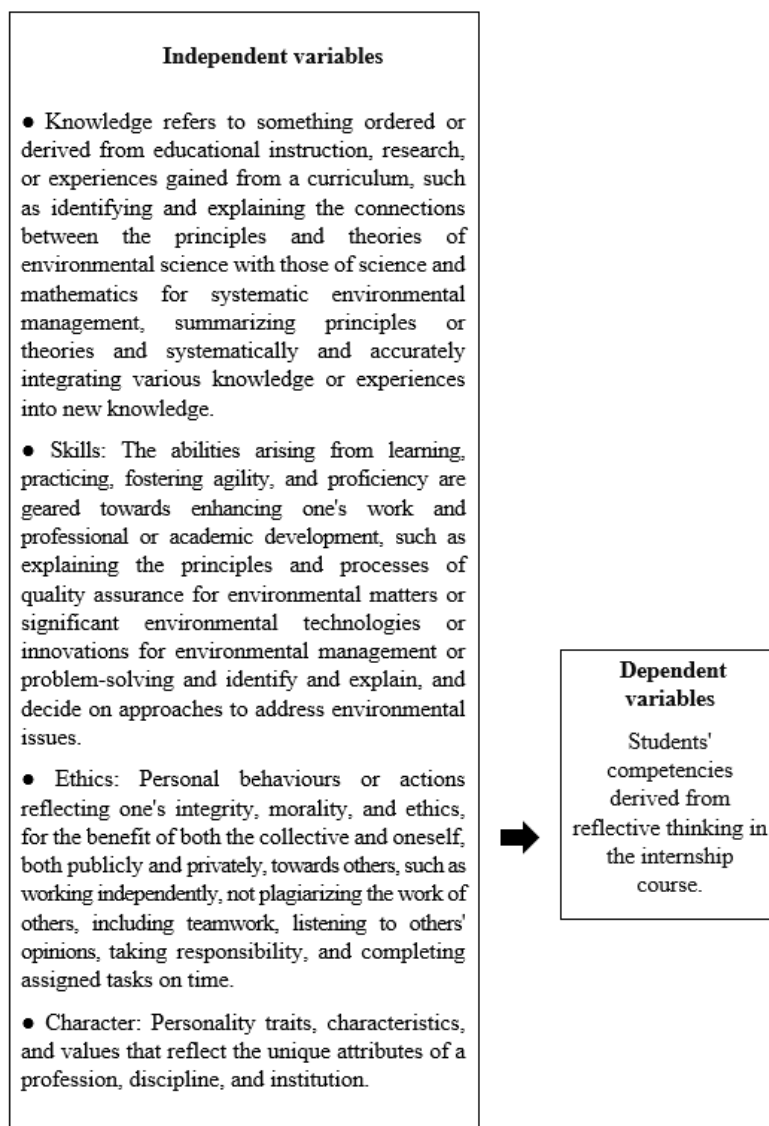 Independent variables
● Knowledge refers to something ordered or
derived from educational instruction, research,
or experiences gained from a curriculum, such
as identifying and explaining the connections
between the principles and theories of
environmental science with those of science and
mathematics for systematic environmental
management, summarizing principles or
theories and systematically and accurately
integrating various knowledge or experiences
into new knowledge.
● Skills: The abilities arising from learning,
practicing, fostering agility, and proficiency are
geared towards enhancing one's work and
professional or academic development, such as
explaining the principles and processes of
quality assurance for environmental matters or
significant environmental technologies or
innovations for environmental management or
problem-solving and identify and explain, and
decide on approaches to address environmental
issues.
● Ethics: Personal behaviours or actions
reflecting one's integrity, morality, and ethics,
for the benefit of both the collective and oneself,
both publicly and privately, towards others, such as
working independently, not plagiarizing the work of
others, including teamwork, listening to others'
opinions, taking responsibility, and completing
assigned tasks on time.
● Character: Personality traits, characteristics,
and values that reflect the unique attributes of a
profession, discipline, and institution.
Dependent
variables
Students'
competencies
derived from
reflective thinking in
the internship
course.